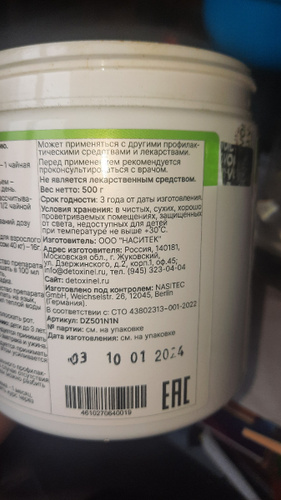 Может применяться с другими профилак-
тическими средствами и лекарствами.
Перед применением рекомендуется
проконсультироваться с врачом.
Не является лекарственным средством.
Вес нетто: 500 г
Срок годности: 3 года от даты изготовления.
Условия хранения: в чистых, сухих, хорошо
проветриваемых помещениях, защищенных
от света, недоступных для детей
при температуре не выше +30°C.
Изготовитель: ООО "НАСИТЕК"
Адрес изготовителя: Россия, 140181,
Московская обл., г. Жуковский,
ул. Дзержинского, д.2, корп.1, оф.45;
info@detoxinel.ru, тел. (945) 323-04-04
Сайт: detoxinel.ru
Изготовлено под контролем: NASITEC
GmbH, Weichselstr. 26, 12045, Berlin
(Германия).
В соответствии с: СТО 43802313-001-2022
Артикул: DZ501N1N
№ партии: см. на упаковке
Дата изготовления: см. на упаковке
03 10 01 2024
4610270640019
EAC